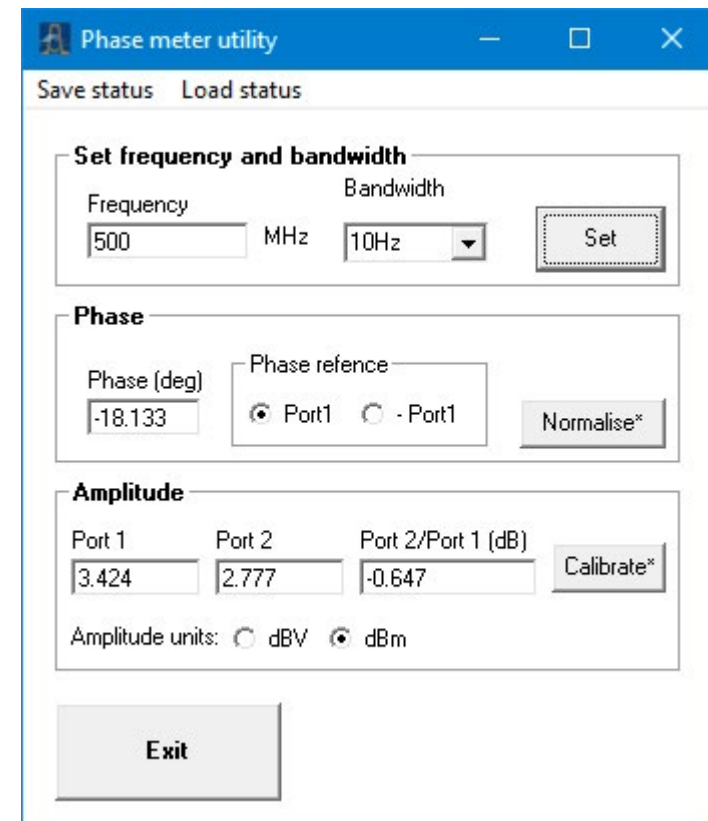 Phase meter utility
Save status Load status
Set frequency and bandwidth
Frequency
Bandwidth
500 MHz 10Hz Set
Phase
Phase (deg)
Phase refence
-18.133 Port1 - Port1 Normalise*
Amplitude
Port 1 Port 2 Port 2/Port 1 (dB)
3.424 2.777 -0.647 Calibrate*
Amplitude units: dBV dBm
Exit